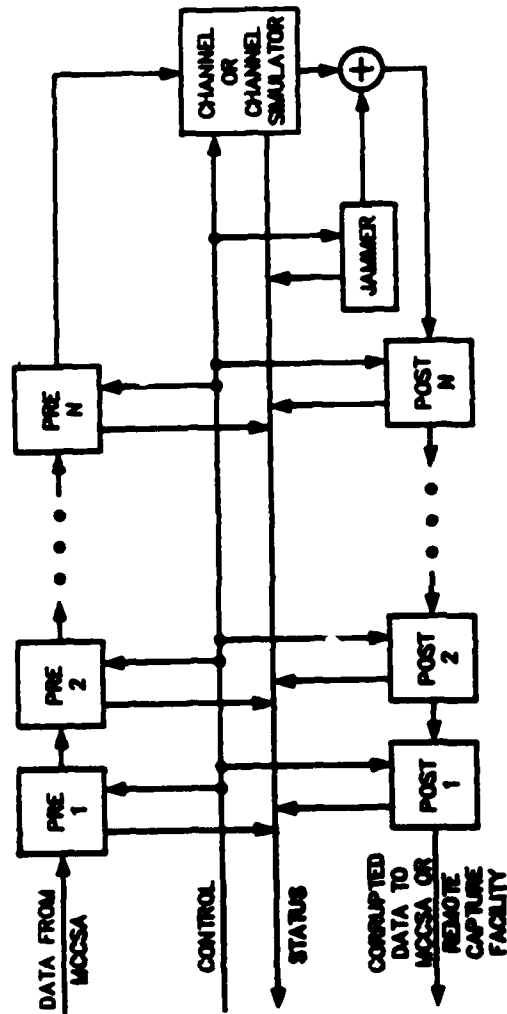 DATA FROM
MCCSA
PRE
1
PRE
2
PRE
N
CHANNEL
OR
CHANNEL
SIMULATOR
CONTROL
STATUS
JAMMER
CORRUPTED
DATA TO
MCCSA OR
REMOTE
CAPTURE
FACILITY
POST
1
POST
2
POST
N